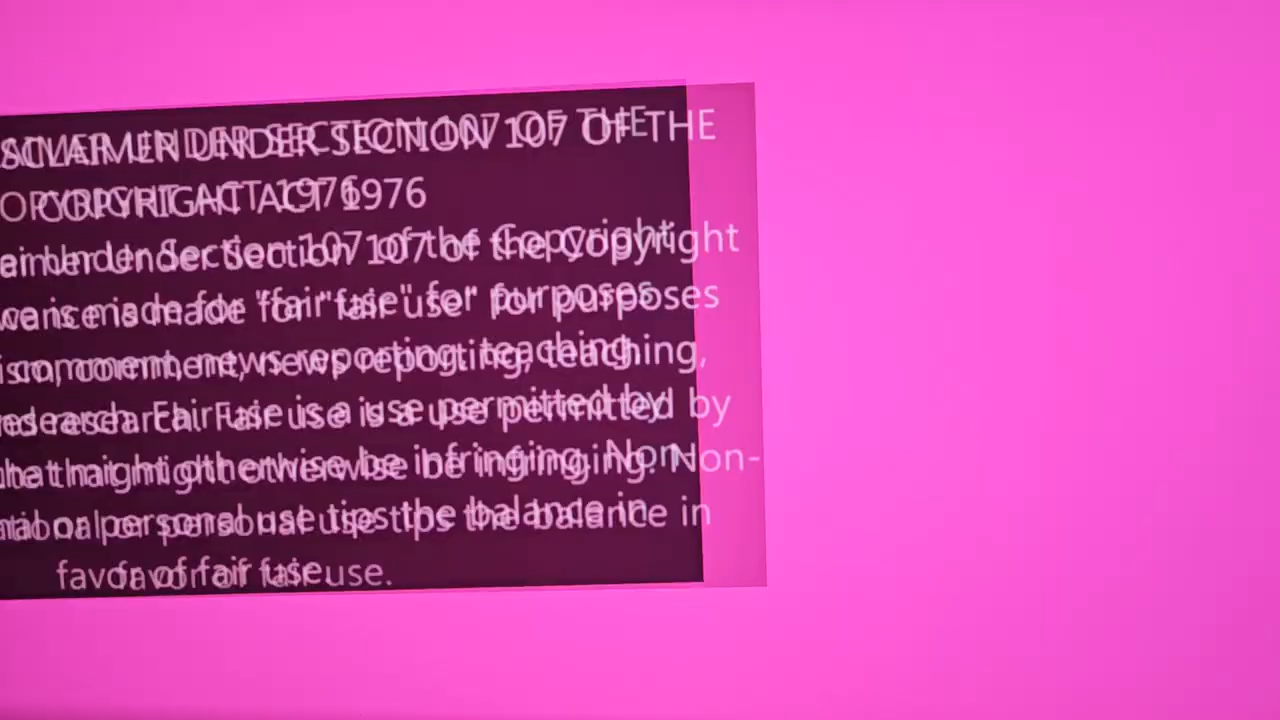 SCLAIMER UNDER SECTION 107 OF THE
COPYRIGHT ACT 1976
Under Section 107 of the Copyright
is made for "fair use" for purposes
comment, news reporting, teaching,
research. Fair use is a use permitted by
that might otherwise be infringing. Non-
or personal use tips the balance in
favor of fair use.